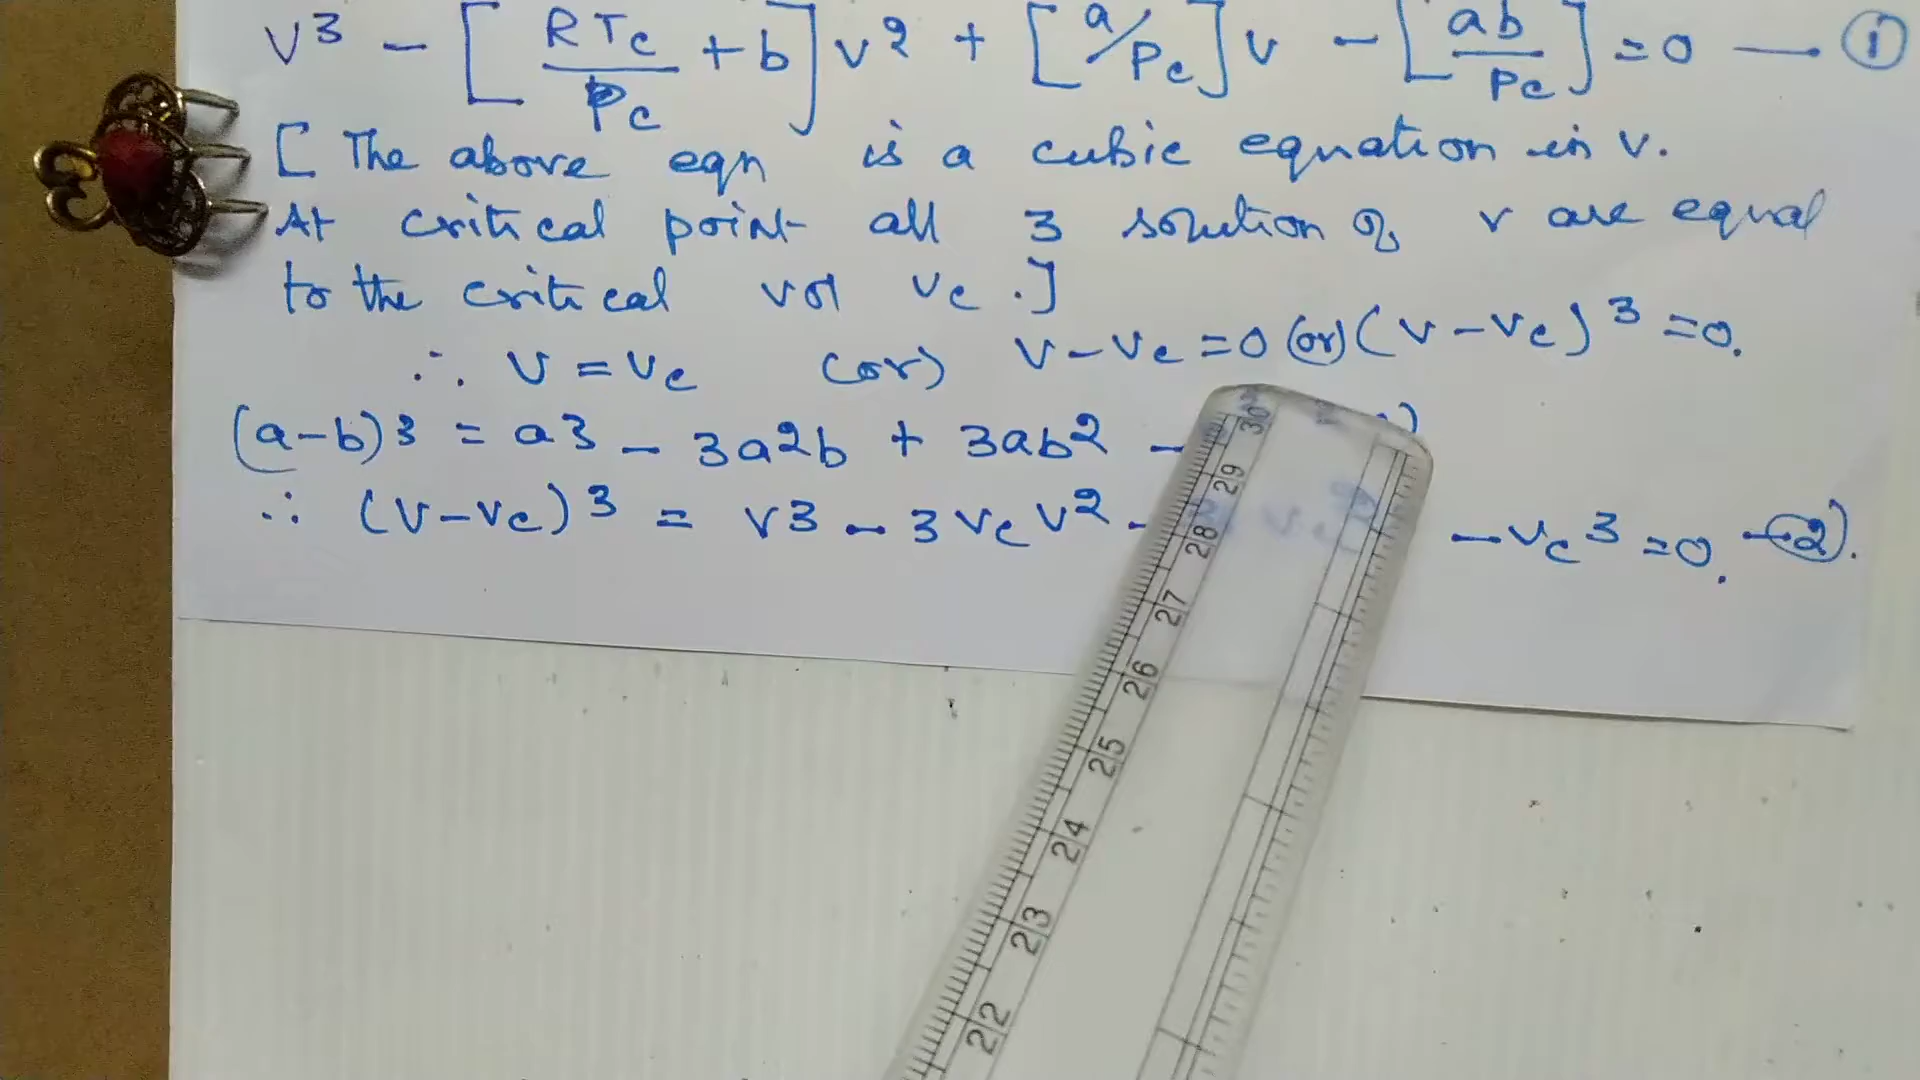 V³ - [RTc/Pc + b] V² + [a/Pc] V - [ab/Pc] = 0 — ①
[ The above eqn is a cubic equation in v.
At critical point all 3 solution of v are equal
to the critical vol Vc .]
∴ V = Vc (or) V - Vc = 0 (or) (V - Vc)³ = 0.
(a-b)³ = a³ - 3a²b + 3ab² -
∴ (V-Vc)³ = V³ - 3VcV² - Vc³ = 0. -②.
30
29
28
27
26
25
24
23
22